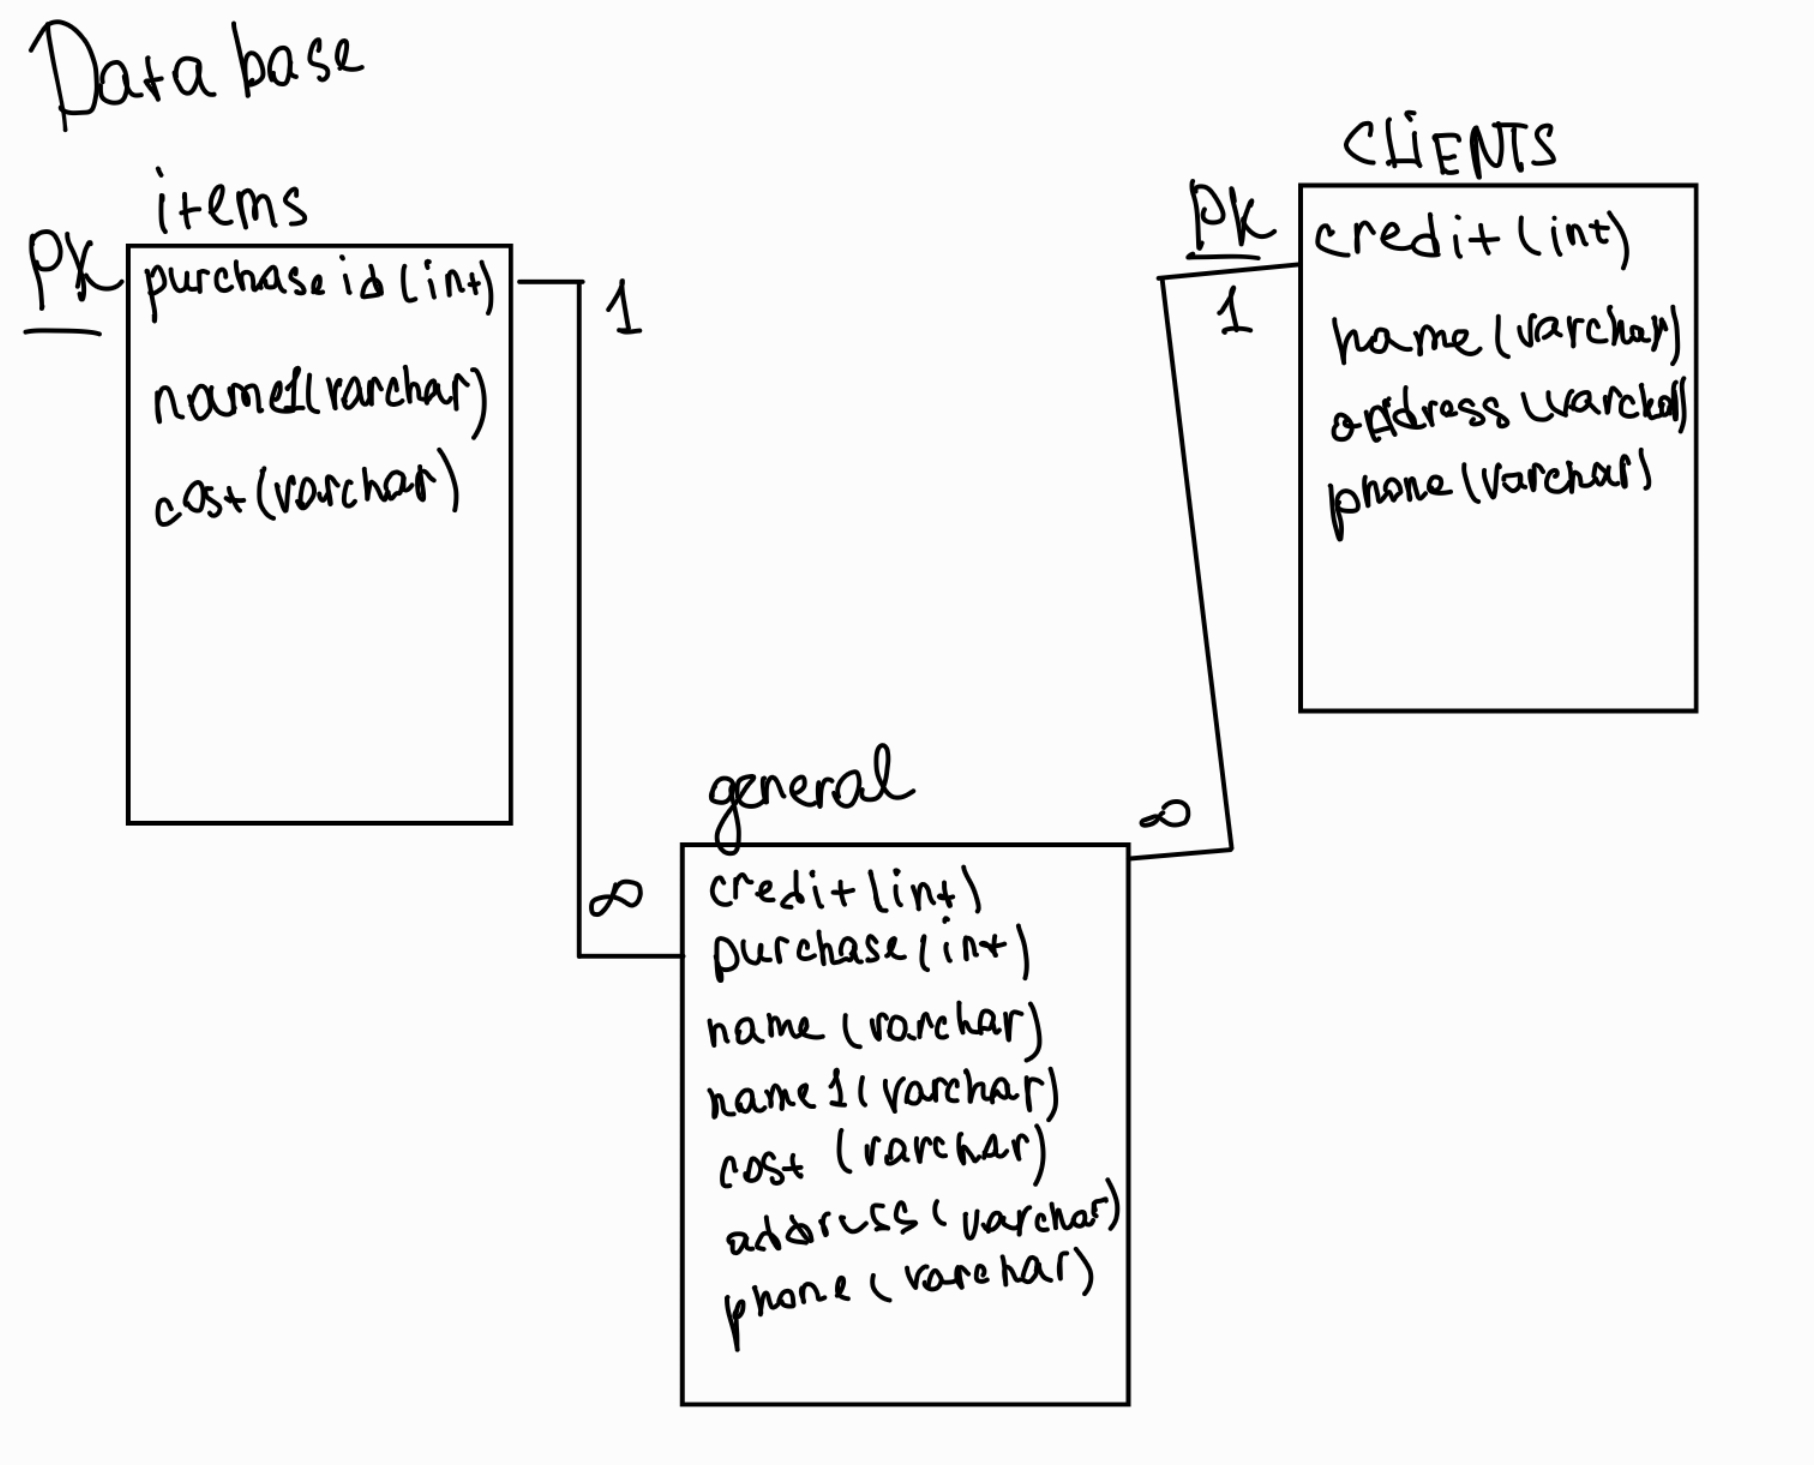 Data base
items
pk
purchase id (int)
name1(varchar)
cost(varchar)
1
∞
CLiENTS
pk
1
credit (int)
name (varchar)
address (varchar)
phone (varchar)
∞
general
credit (int)
purchase (int)
name (varchar)
name 1 (varchar)
cost (varchar)
address (varchar)
phone (varchar)